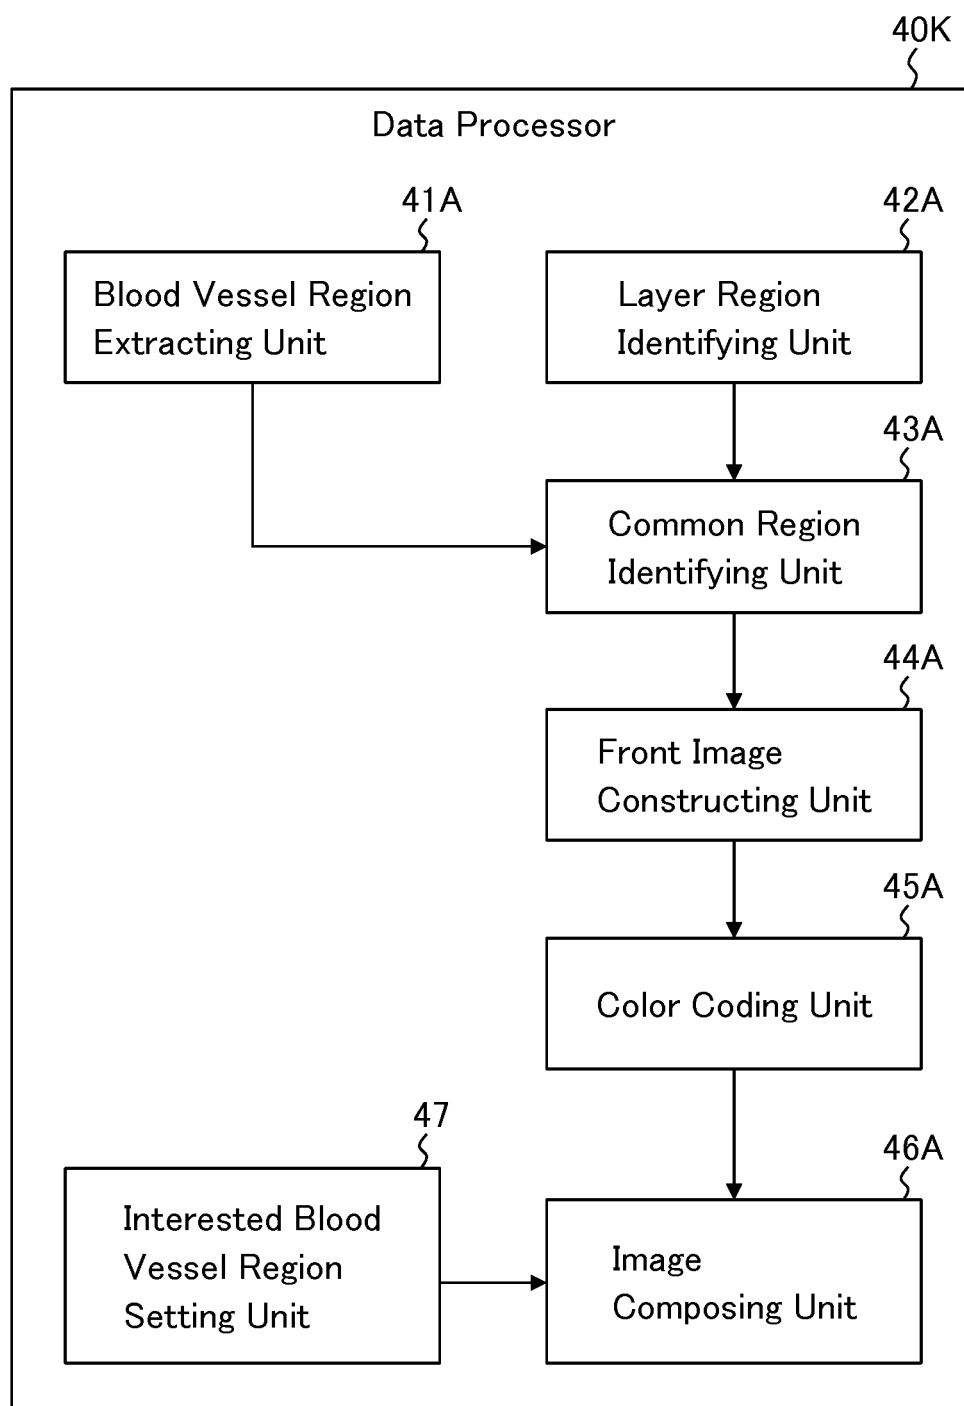 40K
Data Processor
41A
Blood Vessel Region
Extracting Unit
42A
Layer Region
Identifying Unit
43A
Common Region
Identifying Unit
44A
Front Image
Constructing Unit
45A
Color Coding Unit
47
Interested Blood
Vessel Region
Setting Unit
46A
Image
Composing Unit